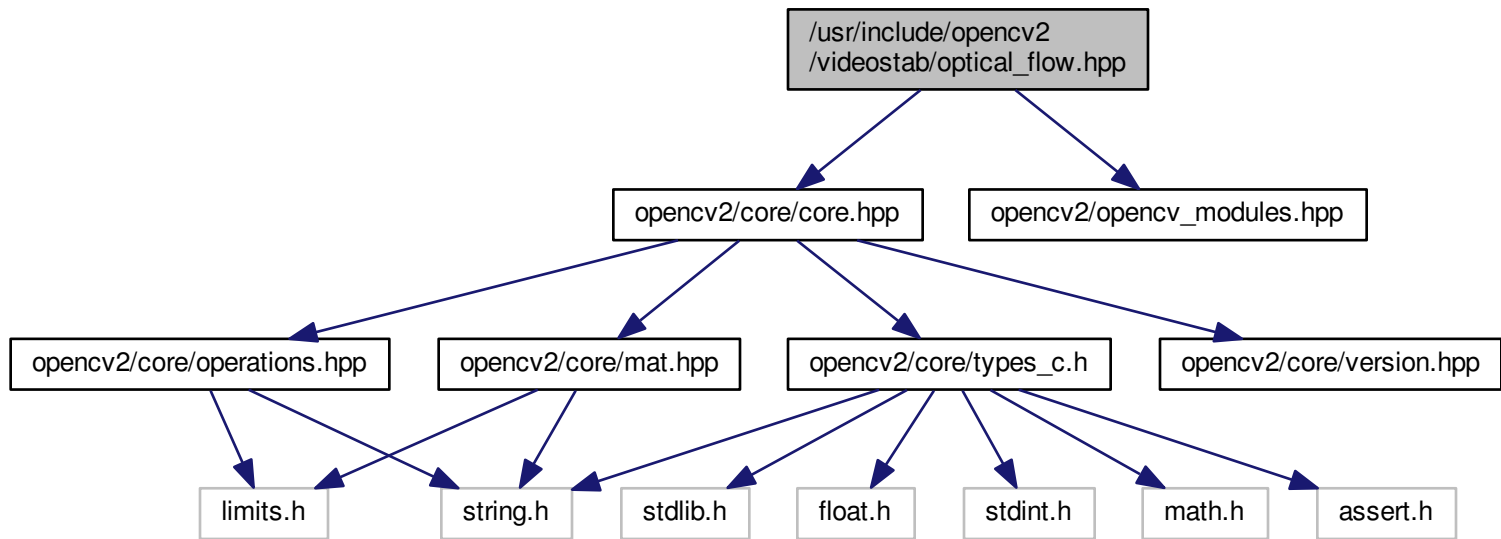 /usr/include/opencv2
/videostab/optical_flow.hpp
opencv2/core/core.hpp
opencv2/opencv_modules.hpp
opencv2/core/operations.hpp
opencv2/core/mat.hpp
opencv2/core/types_c.h
opencv2/core/version.hpp
limits.h
string.h
stdlib.h
float.h
stdint.h
math.h
assert.h